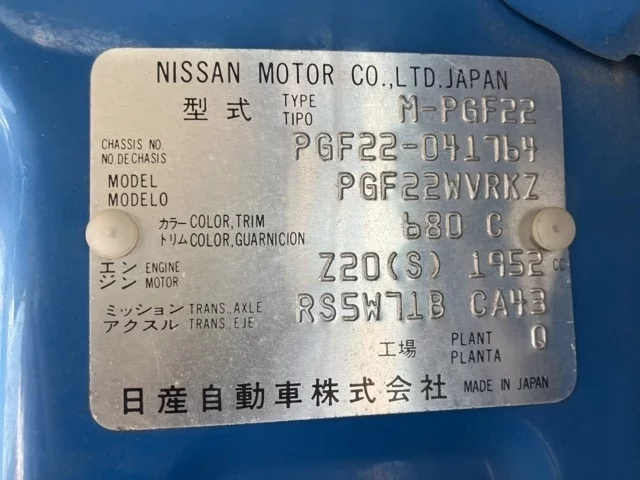 NISSAN MOTOR CO.,LTD.JAPAN
型式 TYPE TIPO M-PGF22
CHASSIS NO. NO.DE CHASIS PGF22-041764
MODEL MODELO PGF22WVRKZ
カラー COLOR,TRIM
トリム COLOR,GUARNICION 680 C
エンジン ENGINE MOTOR Z20(S) 1952 CC
ミッション TRANS.,AXLE
アクスル TRANS.,EJE RS5W71B CA43
工場 PLANT PLANTA Q
日産自動車株式会社 MADE IN JAPAN